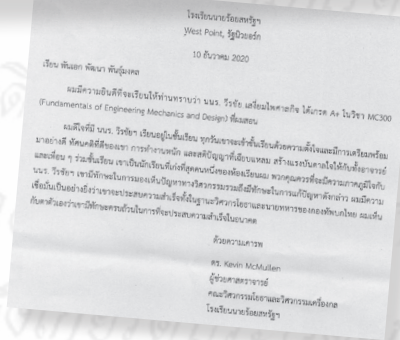 โรงเรียนนายร้อยสหรัฐฯ
West Point, รัฐนิวยอร์ก
10 ธันวาคม 2020
เรียน พันเอก พัฒนา พันธุ์มงคล
ผมมีความยินดีที่จะเรียนให้ท่านทราบว่า นนร. วีรชัย เสงี่ยมไพศาลกิจ ได้เกรด A+ ในวิชา MC300
(Fundamentals of Engineering Mechanics and Design) ที่ผมสอน
ผมดีใจที่มี นนร. วีรชัยฯ เรียนอยู่ในชั้นเรียน ทุกวันเขาจะเข้าชั้นเรียนด้วยความตั้งใจและมีการเตรียมพร้อม
มาอย่างดี ทัศนคติที่ดีของเขา การทำงานหนัก และสติปัญญาที่เฉียบแหลม สร้างแรงบันดาลใจให้กับทั้งอาจารย์
และเพื่อน ๆ ร่วมชั้นเรียน เขาเป็นนักเรียนที่เก่งที่สุดคนหนึ่งของห้องเรียนผม พวกคุณควรที่จะมีความภาคภูมิใจกับ
นนร. วีรชัยฯ เขามีทักษะในการมองเห็นปัญหาทางวิศวกรรมรวมถึงมีทักษะในการแก้ปัญหาดังกล่าว ผมมีความ
เชื่อมั่นเป็นอย่างยิ่งว่าเขาจะประสบความสำเร็จทั้งในฐานะวิศวกรโยธาและนายทหารของกองทัพบกไทย ผมเห็น
กับตาตัวเองว่าเขามีทักษะครบถ้วนในการที่จะประสบความสำเร็จในอนาคต
ด้วยความเคารพ
ดร. Kevin McMullen
ผู้ช่วยศาสตราจารย์
คณะวิศวกรรมโยธาและวิศวกรรมเครื่องกล
โรงเรียนนายร้อยสหรัฐฯ